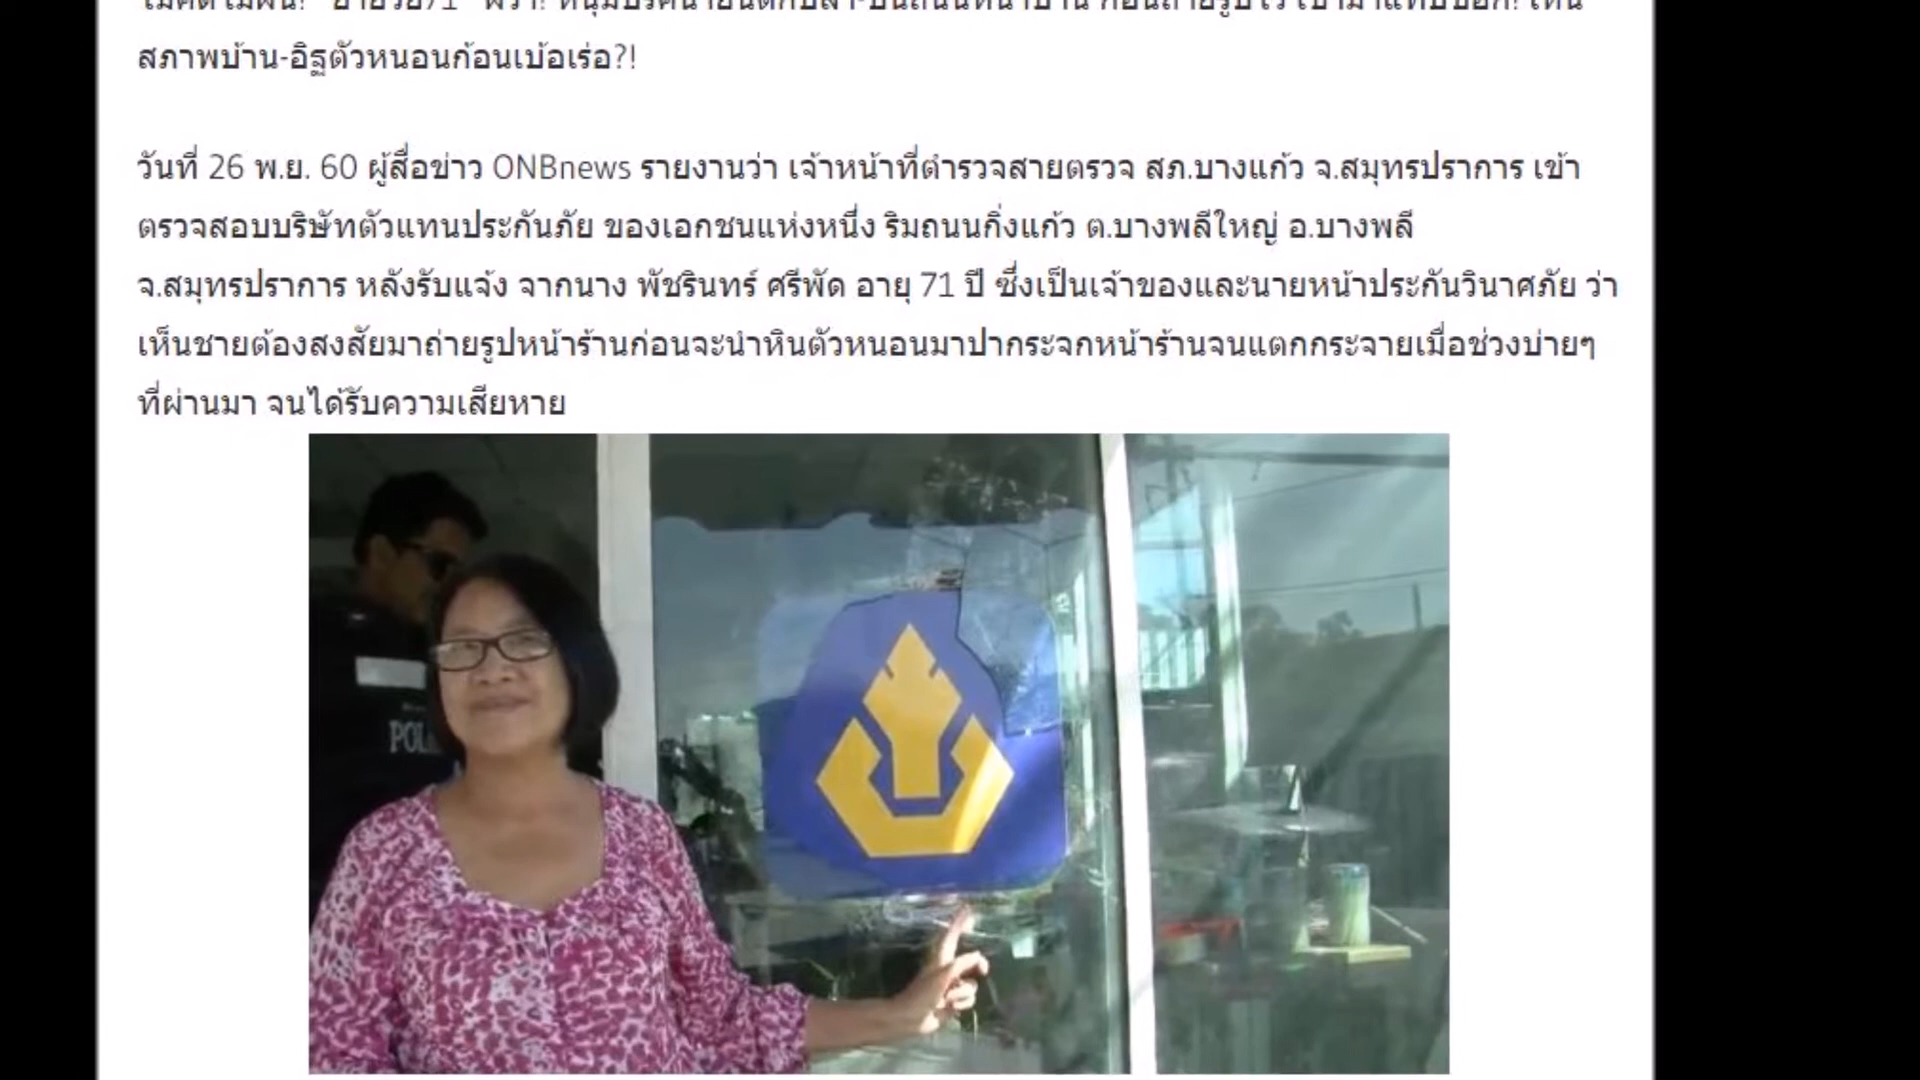 สภาพบ้าน-อิฐตัวหนอนก้อนเบ้อเร่อ?!
วันที่ 26 พ.ย. 60 ผู้สื่อข่าว ONBnews รายงานว่า เจ้าหน้าที่ตำรวจสายตรวจ สภ.บางแก้ว จ.สมุทรปราการ เข้า
ตรวจสอบบริษัทตัวแทนประกันภัย ของเอกชนแห่งหนึ่ง ริมถนนกิ่งแก้ว ต.บางพลีใหญ่ อ.บางพลี
จ.สมุทรปราการ หลังรับแจ้ง จากนาง พัชรินทร์ ศรีพัด อายุ 71 ปี ซึ่งเป็นเจ้าของและนายหน้าประกันวินาศภัย ว่า
เห็นชายต้องสงสัยมาถ่ายรูปหน้าร้านก่อนจะนำหินตัวหนอนมาปากระจกหน้าร้านจนแตกกระจายเมื่อช่วงบ่ายๆ
ที่ผ่านมา จนได้รับความเสียหาย